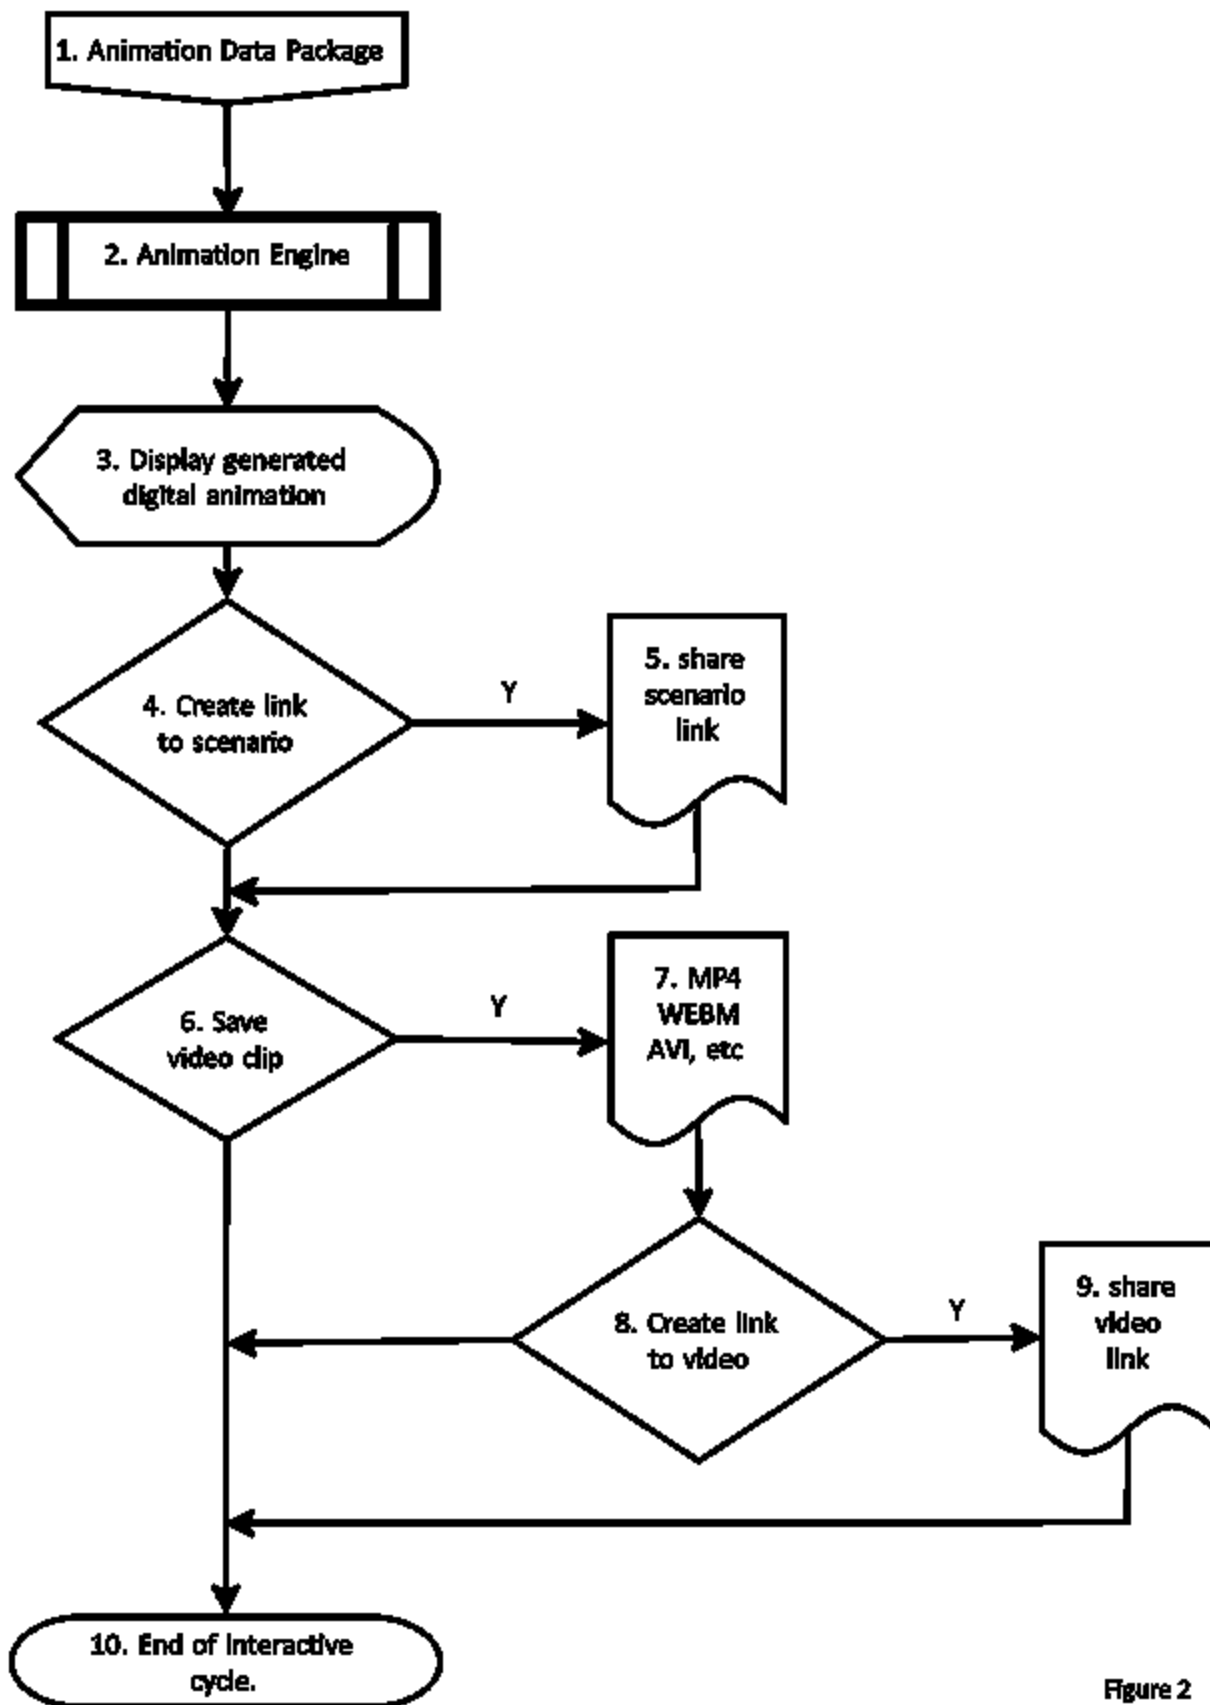 1. Animation Data Package
2. Animation Engine
3. Display generated
digital animation
4. Create link
to scenario
Y
5. share
scenario
link
6. Save
video clip
Y
7. MP4
WEBM
AVI, etc
8. Create link
to video
Y
9. share
video
link
10. End of interactive
cycle.
Figure 2